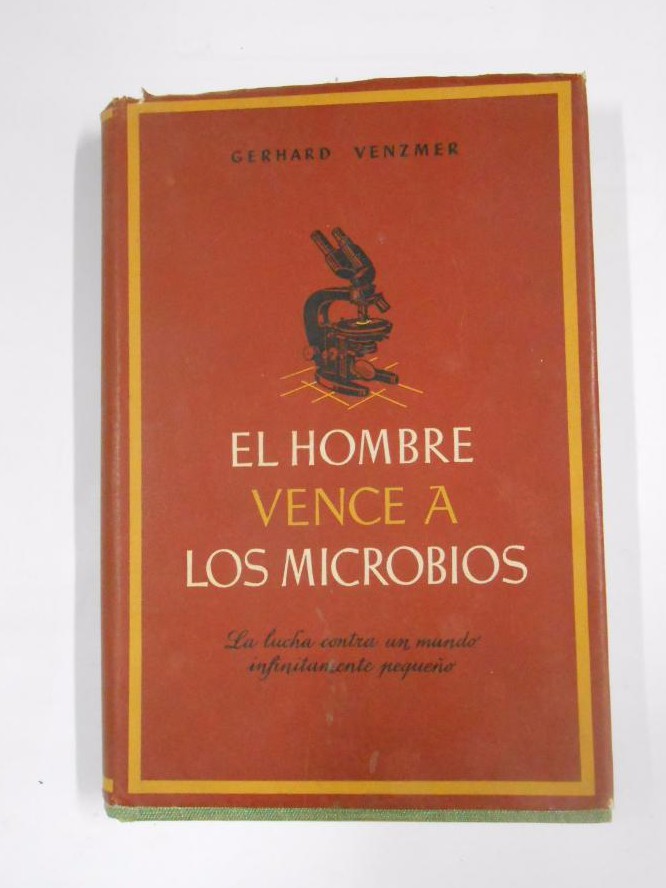 GERHARD VENZMER
EL HOMBRE
VENCE A
LOS MICROBIOS
La lucha contra un mundo
infinitamente pequeño